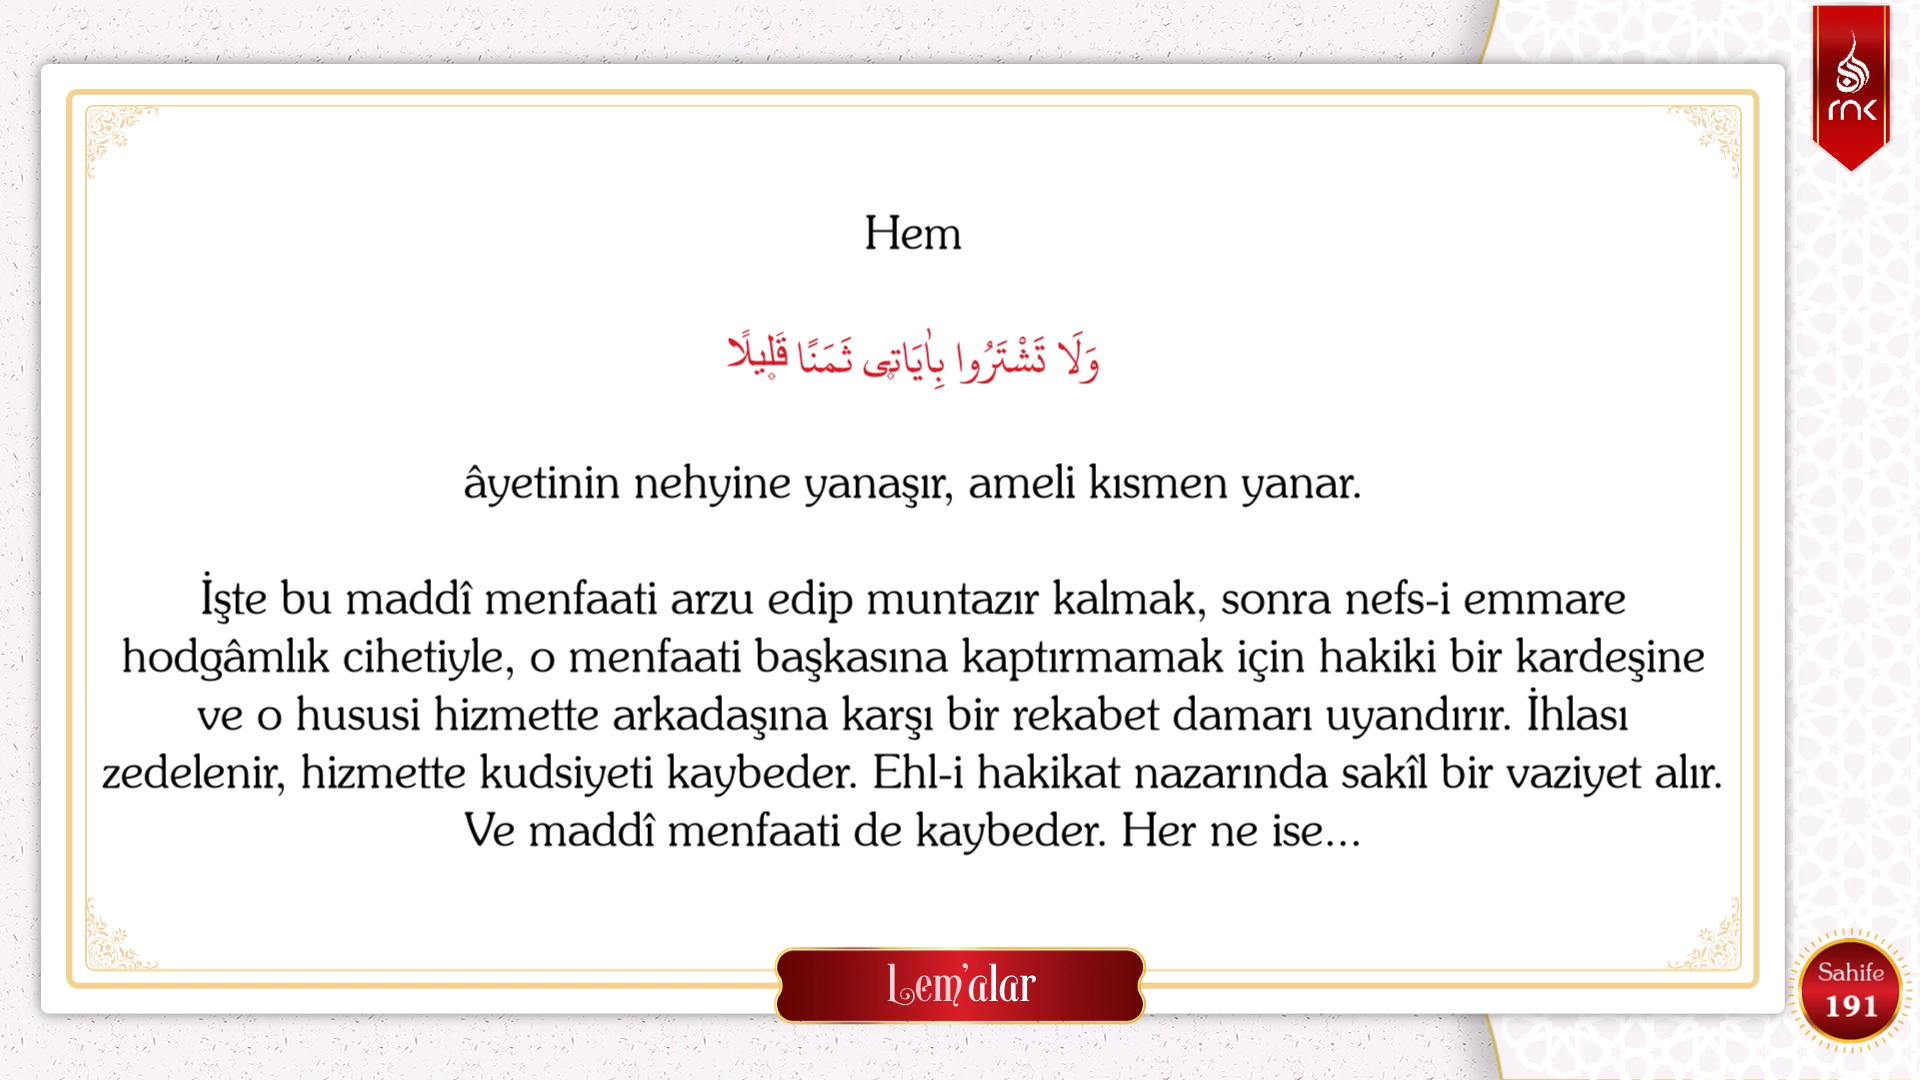 rnk
Hem
وَلَا تَشْتَرُوا بِاٰيَاتٖى ثَمَنًا قَلٖيلًا
âyetinin nehyine yanaşır, ameli kısmen yanar.
İşte bu maddî menfaati arzu edip muntazır kalmak, sonra nefs-i emmare
hodgâmlık cihetiyle, o menfaati başkasına kaptırmamak için hakiki bir kardeşine
ve o hususi hizmette arkadaşına karşı bir rekabet damarı uyandırır. İhlası
zedelenir, hizmette kudsiyeti kaybeder. Ehl-i hakikat nazarında sakîl bir vaziyet alır.
Ve maddî menfaati de kaybeder. Her ne ise...
Lem'alar
Sahife
191